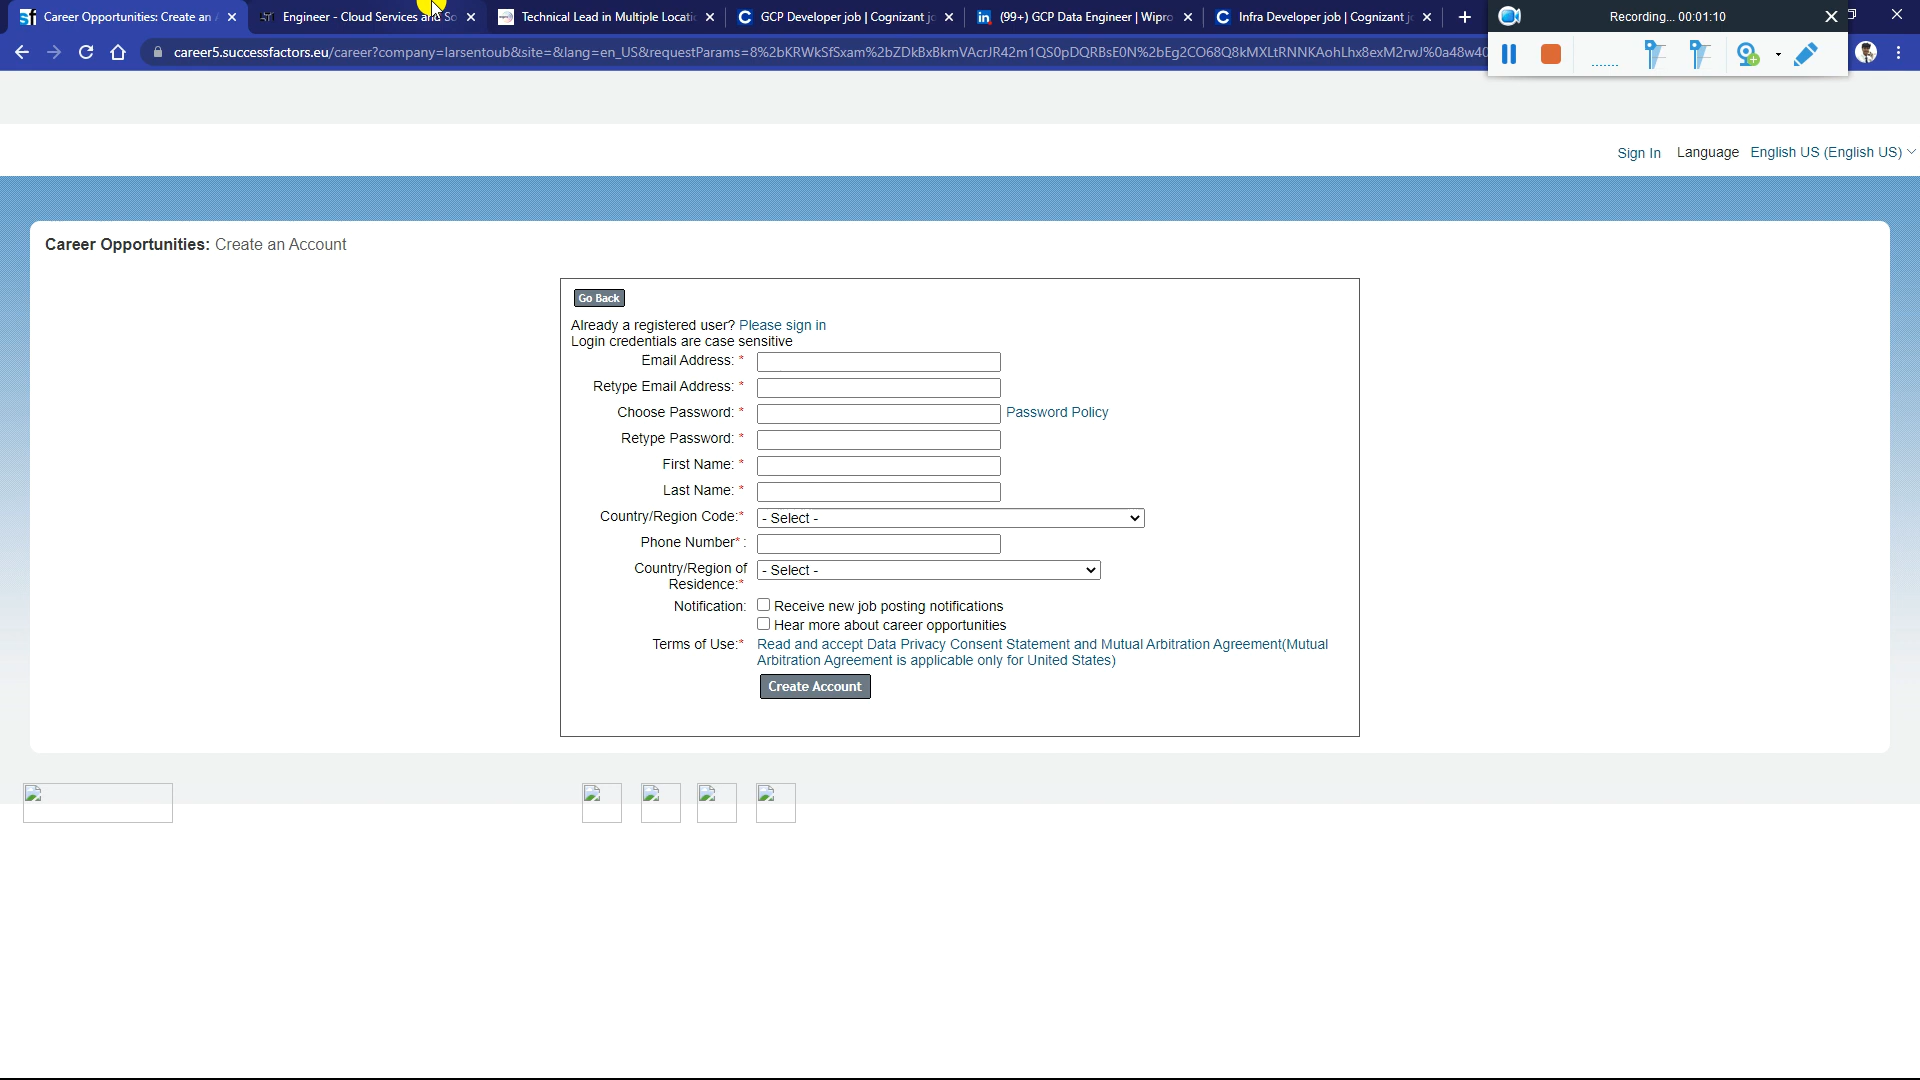 Career Opportunities: Create an
Engineer - Cloud Services and So
Technical Lead in Multiple Locati
GCP Developer job | Cognizant jo
(99+) GCP Data Engineer | Wipro
Infra Developer job | Cognizant jo
Recording... 00:01:10
career5.successfactors.eu/career?company=larsentoub&site=&lang=en_US&requestParams=
Sign In Language English US (English US)
Career Opportunities: Create an Account
Go Back
Already a registered user? Please sign in
Login credentials are case sensitive
Email Address: *
Retype Email Address: *
Choose Password: * Password Policy
Retype Password: *
First Name: *
Last Name: *
Country/Region Code:* - Select -
Phone Number* :
Country/Region of - Select -
Residence:*
Notification: Receive new job posting notifications
Hear more about career opportunities
Terms of Use:* Read and accept Data Privacy Consent Statement and Mutual Arbitration Agreement(Mutual
Arbitration Agreement is applicable only for United States)
Create Account